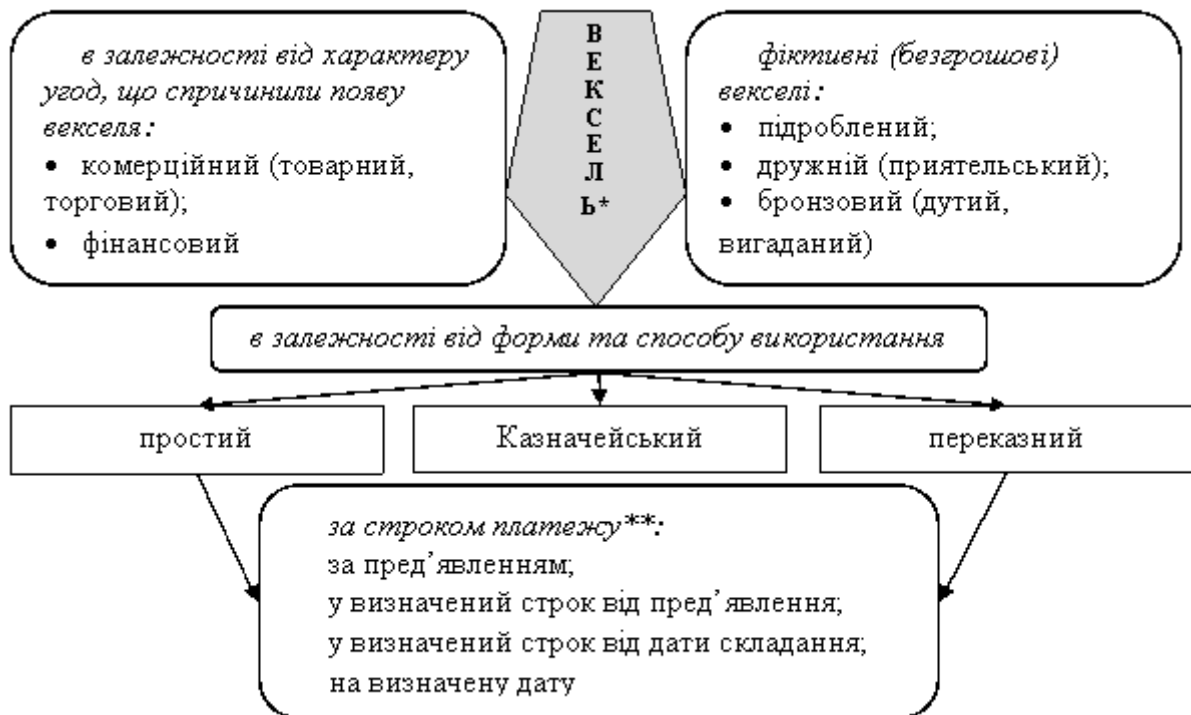 в залежності від характеру
угод, що спричинили появу
векселя:
• комерційний (товарний,
торговий);
• фінансовий
В
Е
К
С
Е
Л
Ь*
фіктивні (безгрошові)
векселі:
• підроблений;
• дружній (приятельський);
• бронзовий (дутий,
вигаданий)
в залежності від форми та способу використання
простий
Казначейський
переказний
за строком платежу**:
за пред’явленням;
у визначений строк від пред’явлення;
у визначений строк від дати складання;
на визначену дату